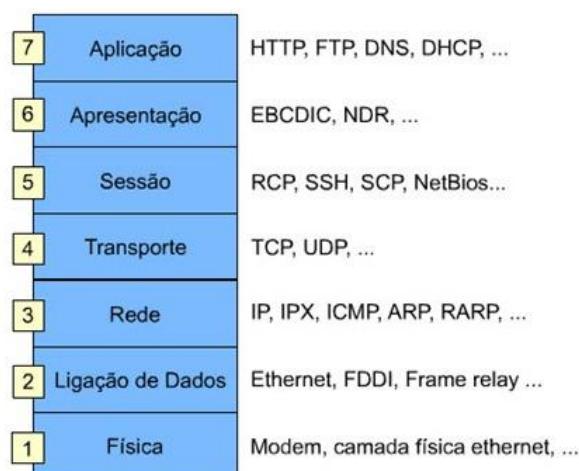 7 Aplicação HTTP, FTP, DNS, DHCP, ...
6 Apresentação EBCDIC, NDR, ...
5 Sessão RCP, SSH, SCP, NetBios...
4 Transporte TCP, UDP, ...
3 Rede IP, IPX, ICMP, ARP, RARP, ...
2 Ligação de Dados Ethernet, FDDI, Frame relay ...
1 Física Modem, camada física ethernet, ...